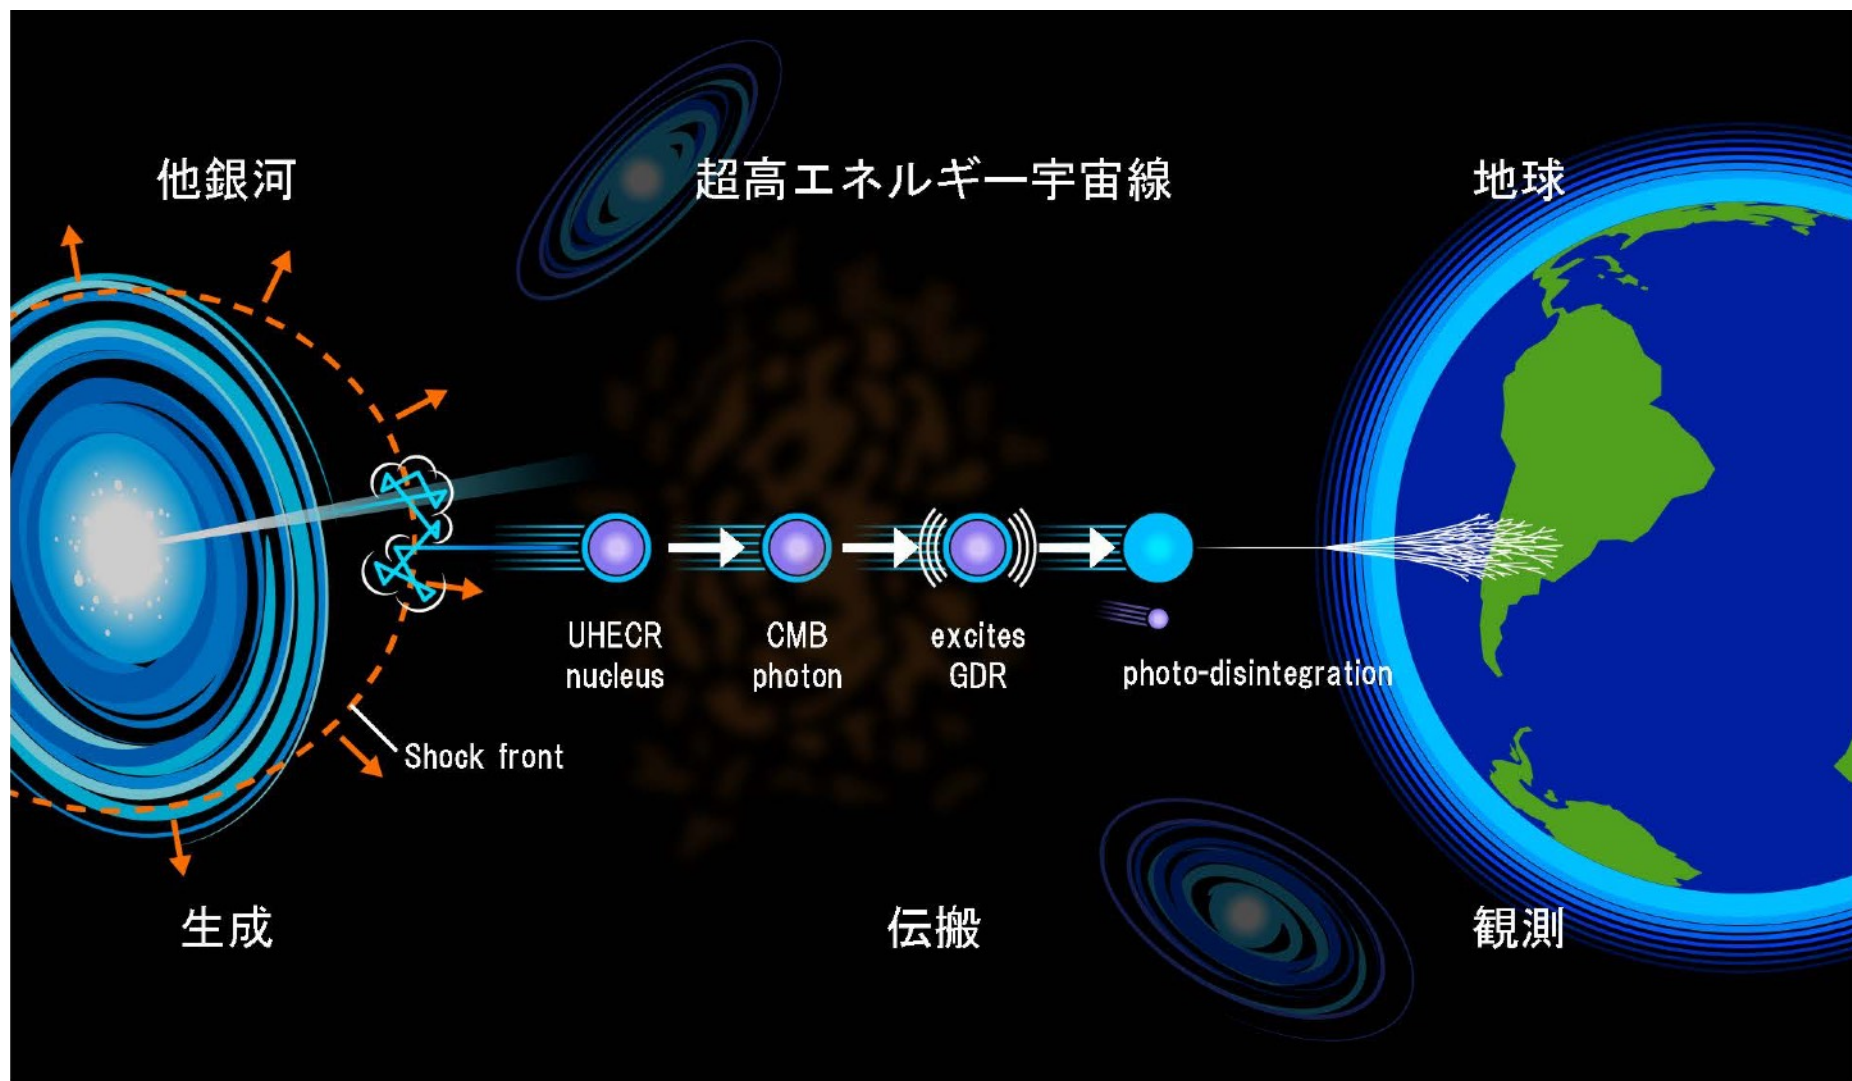 他銀河
超高エネルギー宇宙線
地球
UHECR
nucleus
CMB
photon
excites
GDR
photo-disintegration
Shock front
生成
伝搬
観測